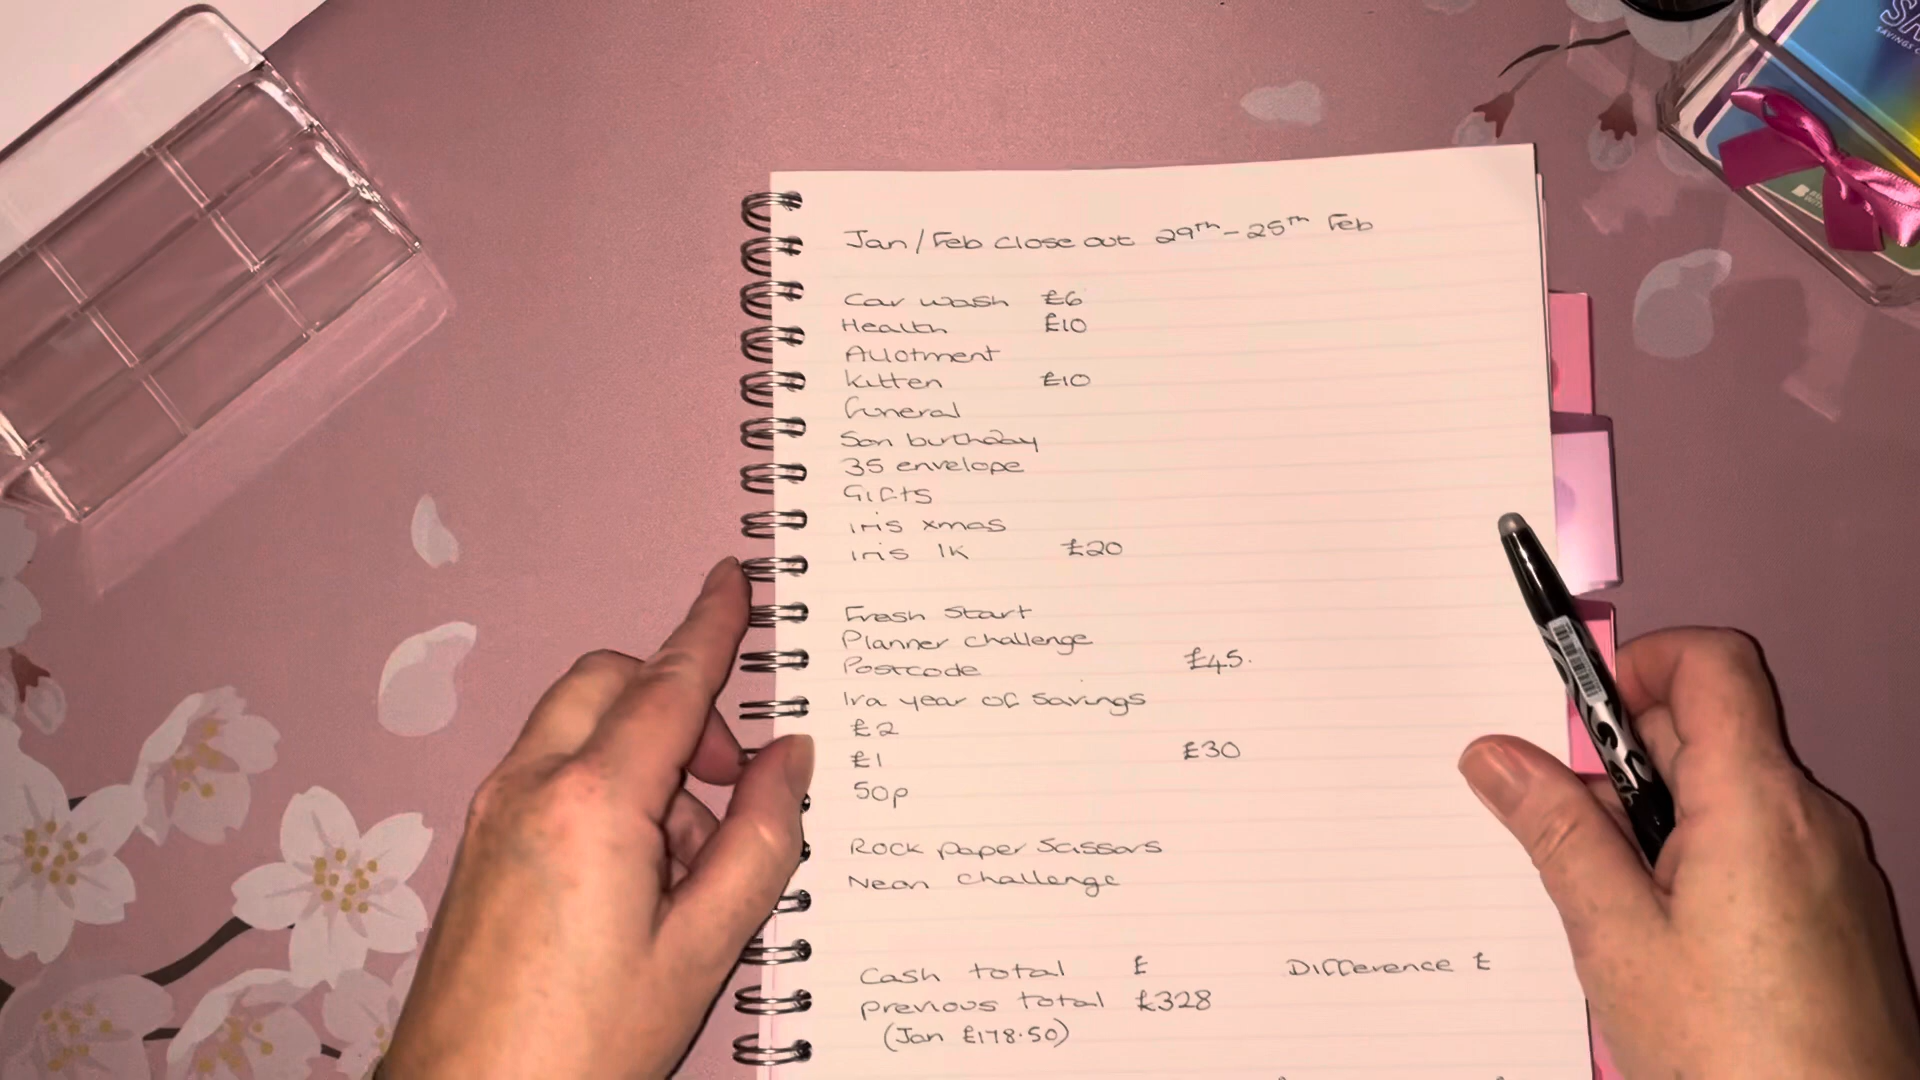 Jan/Feb close out 29th - 25th Feb
Car wash £6
Health £10
Allotment
Kitten £10
Funeral
Son birthday
35 envelope
Gifts
Iris xmas
Iris 1K £20
Fresh Start
Planner challenge
Postcode £45.
1ra year of savings
£2
£1 £30
50p
Rock paper Scissors
Neon challenge
Cash total £ Difference £
previous total £328
(Jan £178.50)
SAVINGS